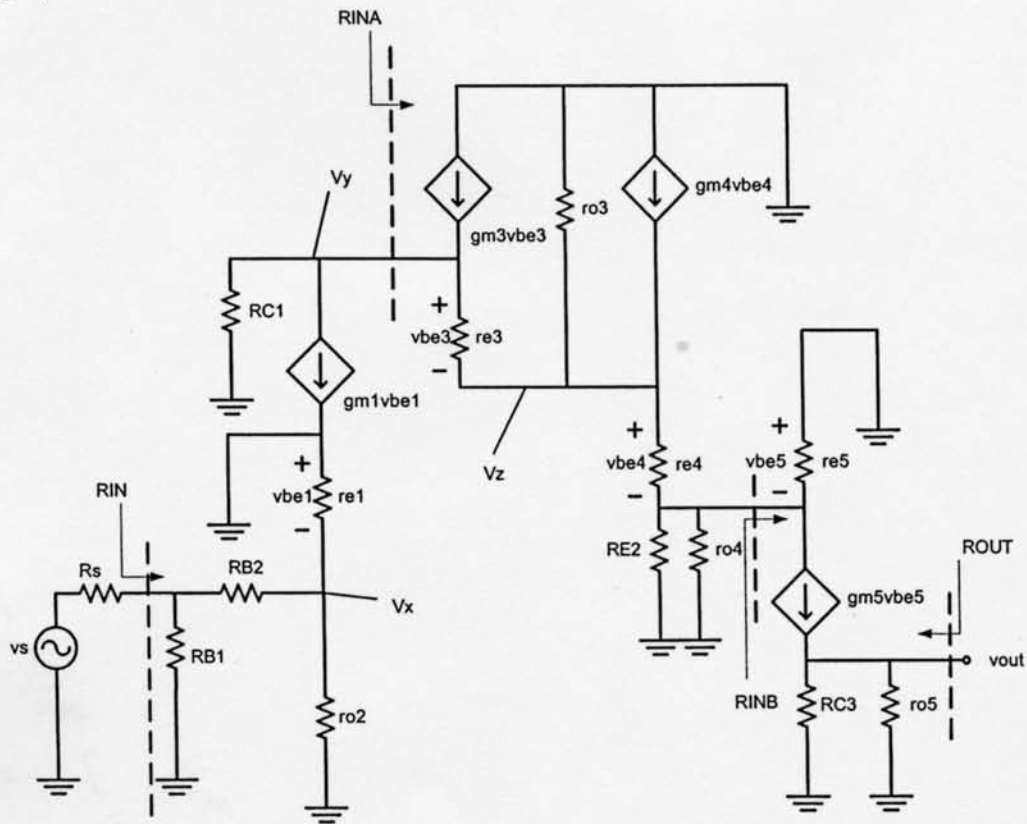 RINA
gm4vbe4
ro3
Vy
gm3vbe3
RC1
+
vbe3
re3
-
gm1vbe1
Vz
+
vbe4
re4
-
+
vbe5
re5
-
+
vbe1
re1
-
RIN
RE2
ro4
ROUT
Rs
RB2
Vx
gm5vbe5
vs
RB1
vout
RINB
RC3
ro5
ro2